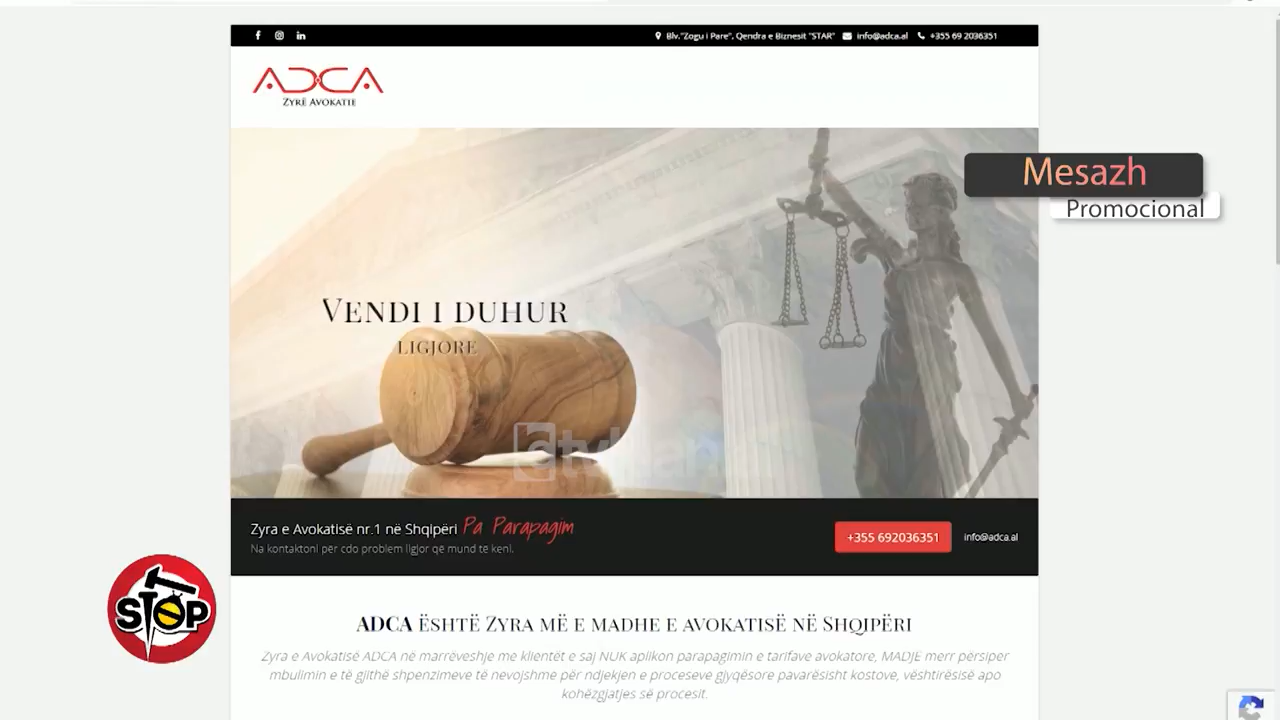 Blv."Zogu i Pare", Qendra e Biznesit "STAR" info@adca.al +355 69 2036351
ADCA
ZYRË AVOKATIE
Mesazh
Promocional
VENDI I DUHUR
LIGJORE
Zyra e Avokatisë nr.1 në Shqipëri Pa Parapagim
Na kontaktoni për cdo problem ligjor qe mund te keni.
+355 692036351
info@adca.al
STOP
ADCA ËSHTË ZYRA MË E MADHE E AVOKATISË NË SHQIPËRI
Zyra e Avokatisë ADCA në marrëveshje me klientët e saj NUK aplikon parapagimin e tarifave avokatore, MADJE merr përsiper
mbulimin e të gjithë shpenzimeve të nevojshme për ndjekjen e proceseve gjyqësore pavarësisht kostove, vështirësisë apo
kohëzgjatjes së procesit.